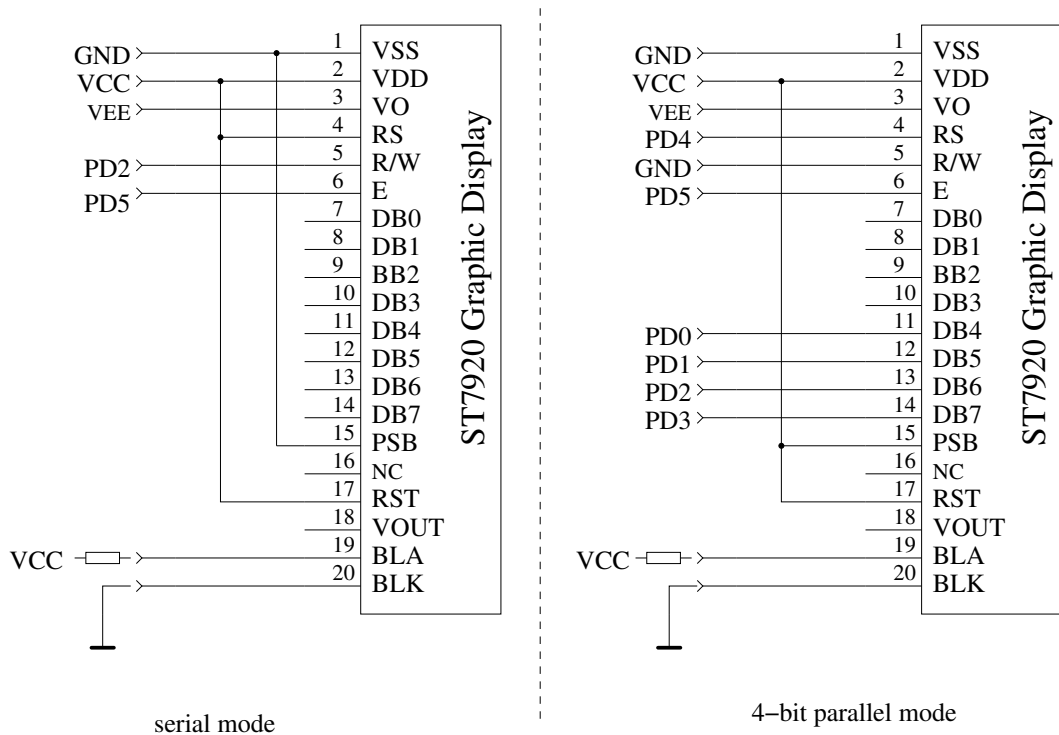 GND 1 VSS
VCC 2 VDD
VEE 3 VO
4 RS
PD2 5 R/W
PD5 6 E
7 DB0
8 DB1
9 BB2
10 DB3
11 DB4
12 DB5
13 DB6
14 DB7
15 PSB
16 NC
17 RST
18 VOUT
VCC 19 BLA
20 BLK
ST7920 Graphic Display
serial mode
GND 1 VSS
VCC 2 VDD
VEE 3 VO
PD4 4 RS
GND 5 R/W
PD5 6 E
7 DB0
8 DB1
9 BB2
10 DB3
PD0 11 DB4
PD1 12 DB5
PD2 13 DB6
PD3 14 DB7
15 PSB
16 NC
17 RST
18 VOUT
VCC 19 BLA
20 BLK
ST7920 Graphic Display
4−bit parallel mode